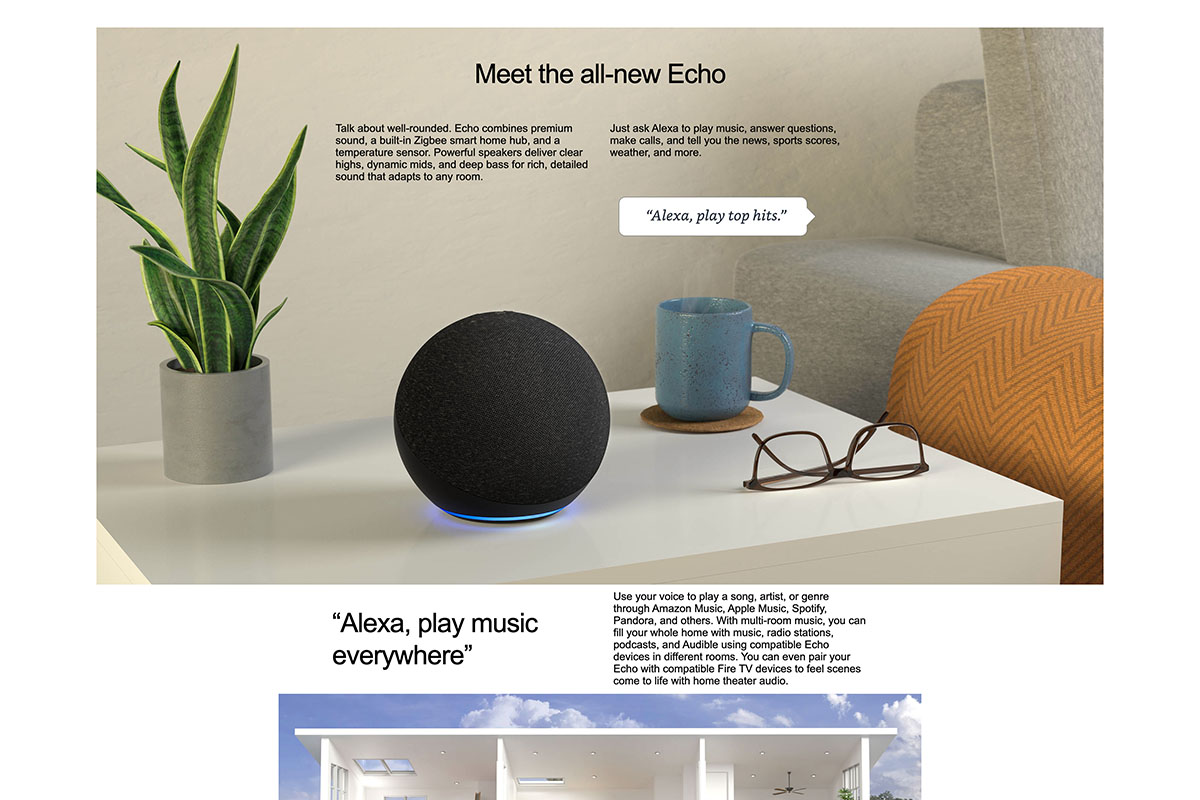 Meet the all-new Echo
Talk about well-rounded. Echo combines premium
sound, a built-in Zigbee smart home hub, and a
temperature sensor. Powerful speakers deliver clear
highs, dynamic mids, and deep bass for rich, detailed
sound that adapts to any room.
Just ask Alexa to play music, answer questions,
make calls, and tell you the news, sports scores,
weather, and more.
“Alexa, play top hits.”
“Alexa, play music
everywhere”
Use your voice to play a song, artist, or genre
through Amazon Music, Apple Music, Spotify,
Pandora, and others. With multi-room music, you can
fill your whole home with music, radio stations,
podcasts, and Audible using compatible Echo
devices in different rooms. You can even pair your
Echo with compatible Fire TV devices to feel scenes
come to life with home theater audio.